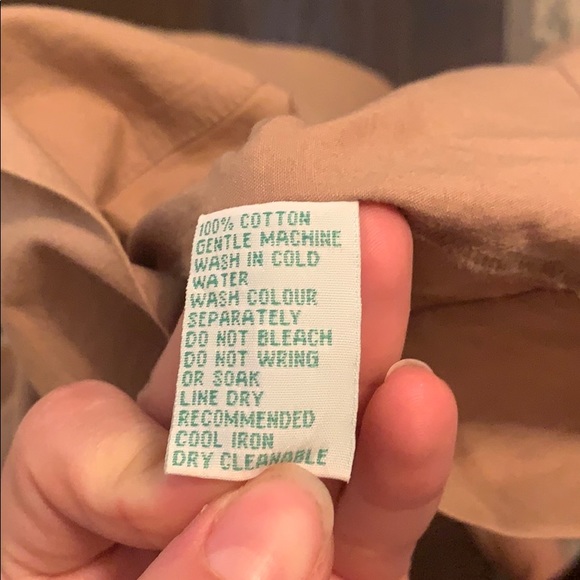 100% COTTON
GENTLE MACHINE
WASH IN COLD
WATER
WASH COLOUR
SEPARATELY
DO NOT BLEACH
DO NOT WRING
OR SOAK
LINE DRY
RECOMMENDED
COOL IRON
DRY CLEANABLE